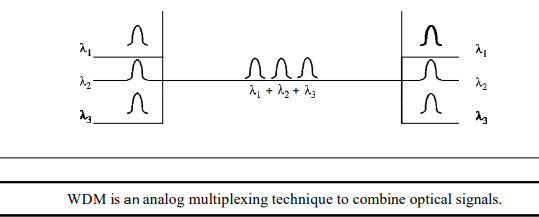 λ1 λ1
λ2 λ1 + λ2 + λ3 λ2
λ3 λ3
WDM is an analog multiplexing technique to combine optical signals.